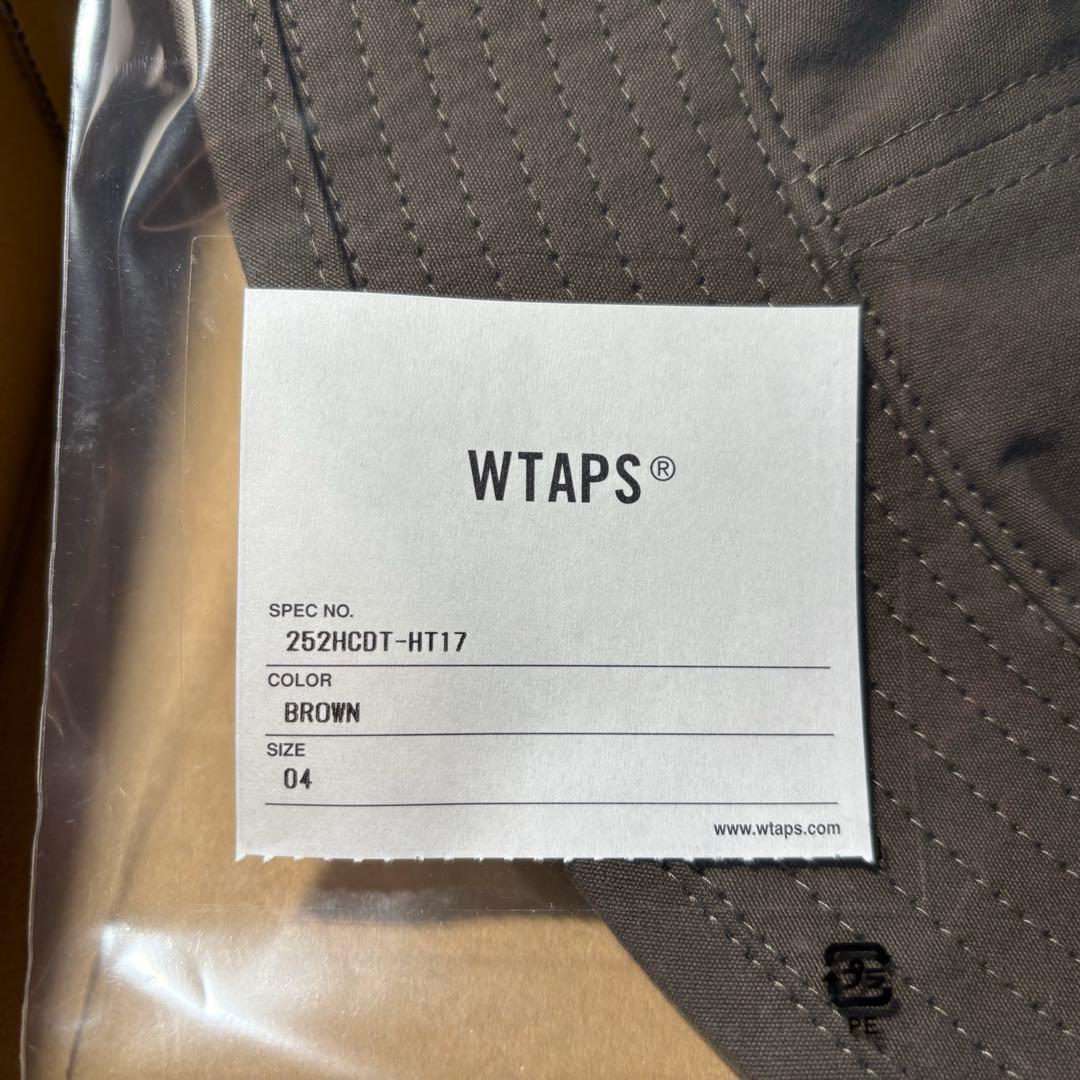 WTAPS®
SPEC NO.
252HCDT-HT17
COLOR
BROWN
SIZE
04
www.wtaps.com
プラ
PE